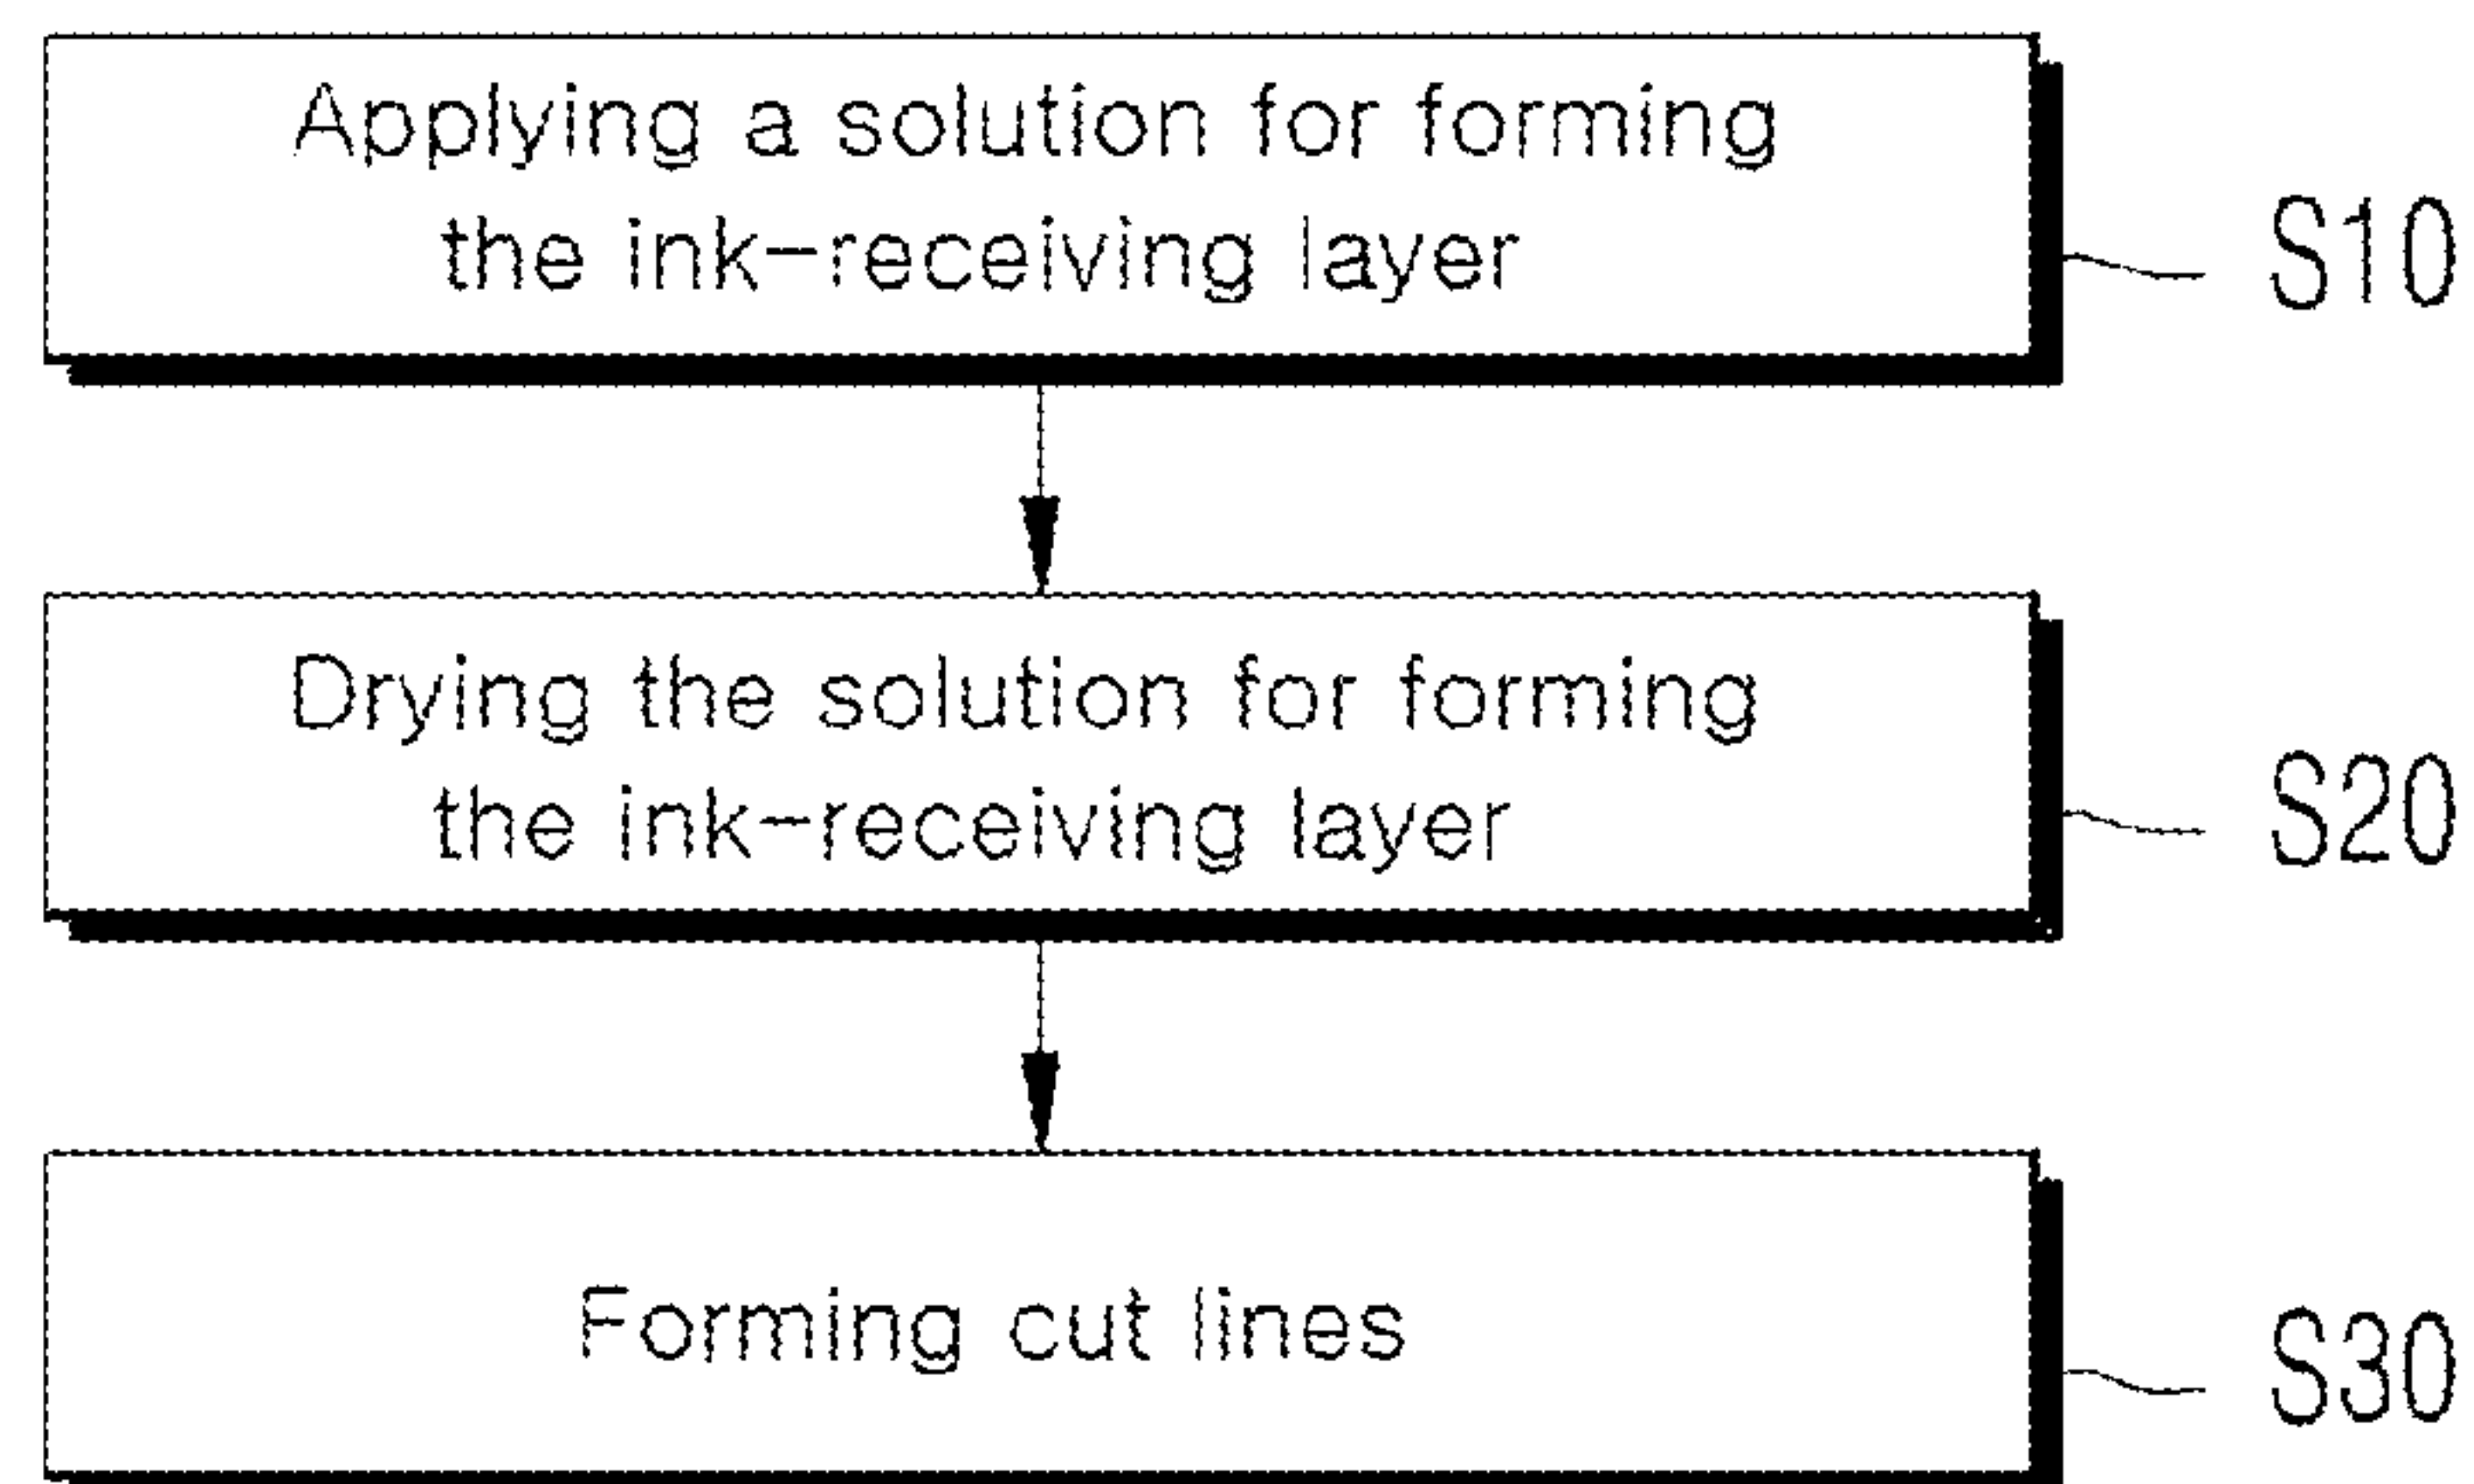 Applying a solution for forming
the ink-receiving layer
S10
Drying the solution for forming
the ink-receiving layer
S20
Forming cut lines
S30